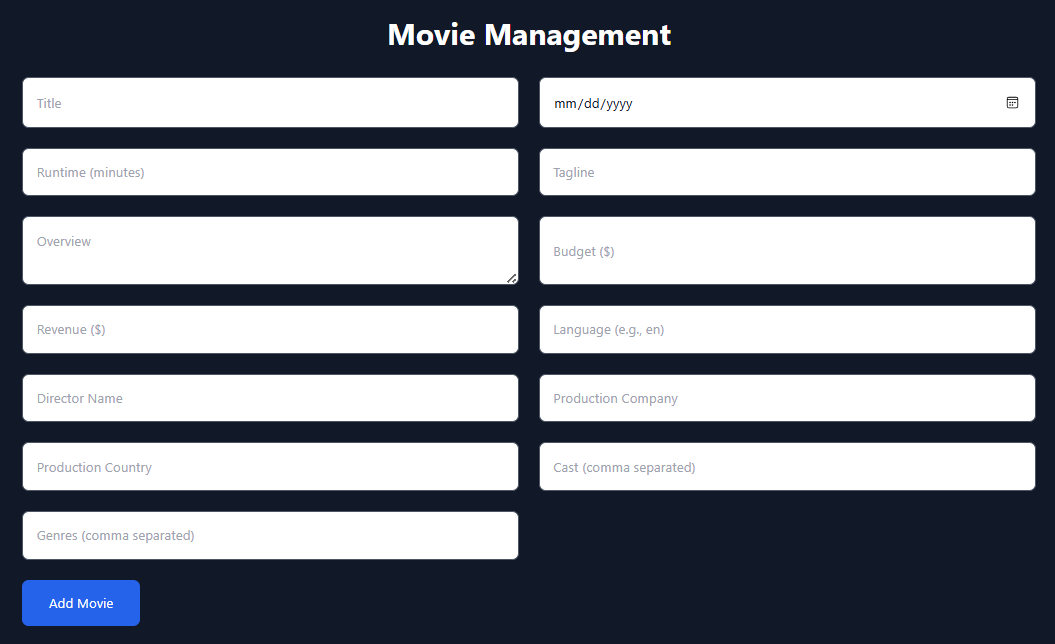 Movie Management
Title
mm/dd/yyyy
Runtime (minutes)
Tagline
Overview
Budget ($)
Revenue ($)
Language (e.g., en)
Director Name
Production Company
Production Country
Cast (comma separated)
Genres (comma separated)
Add Movie